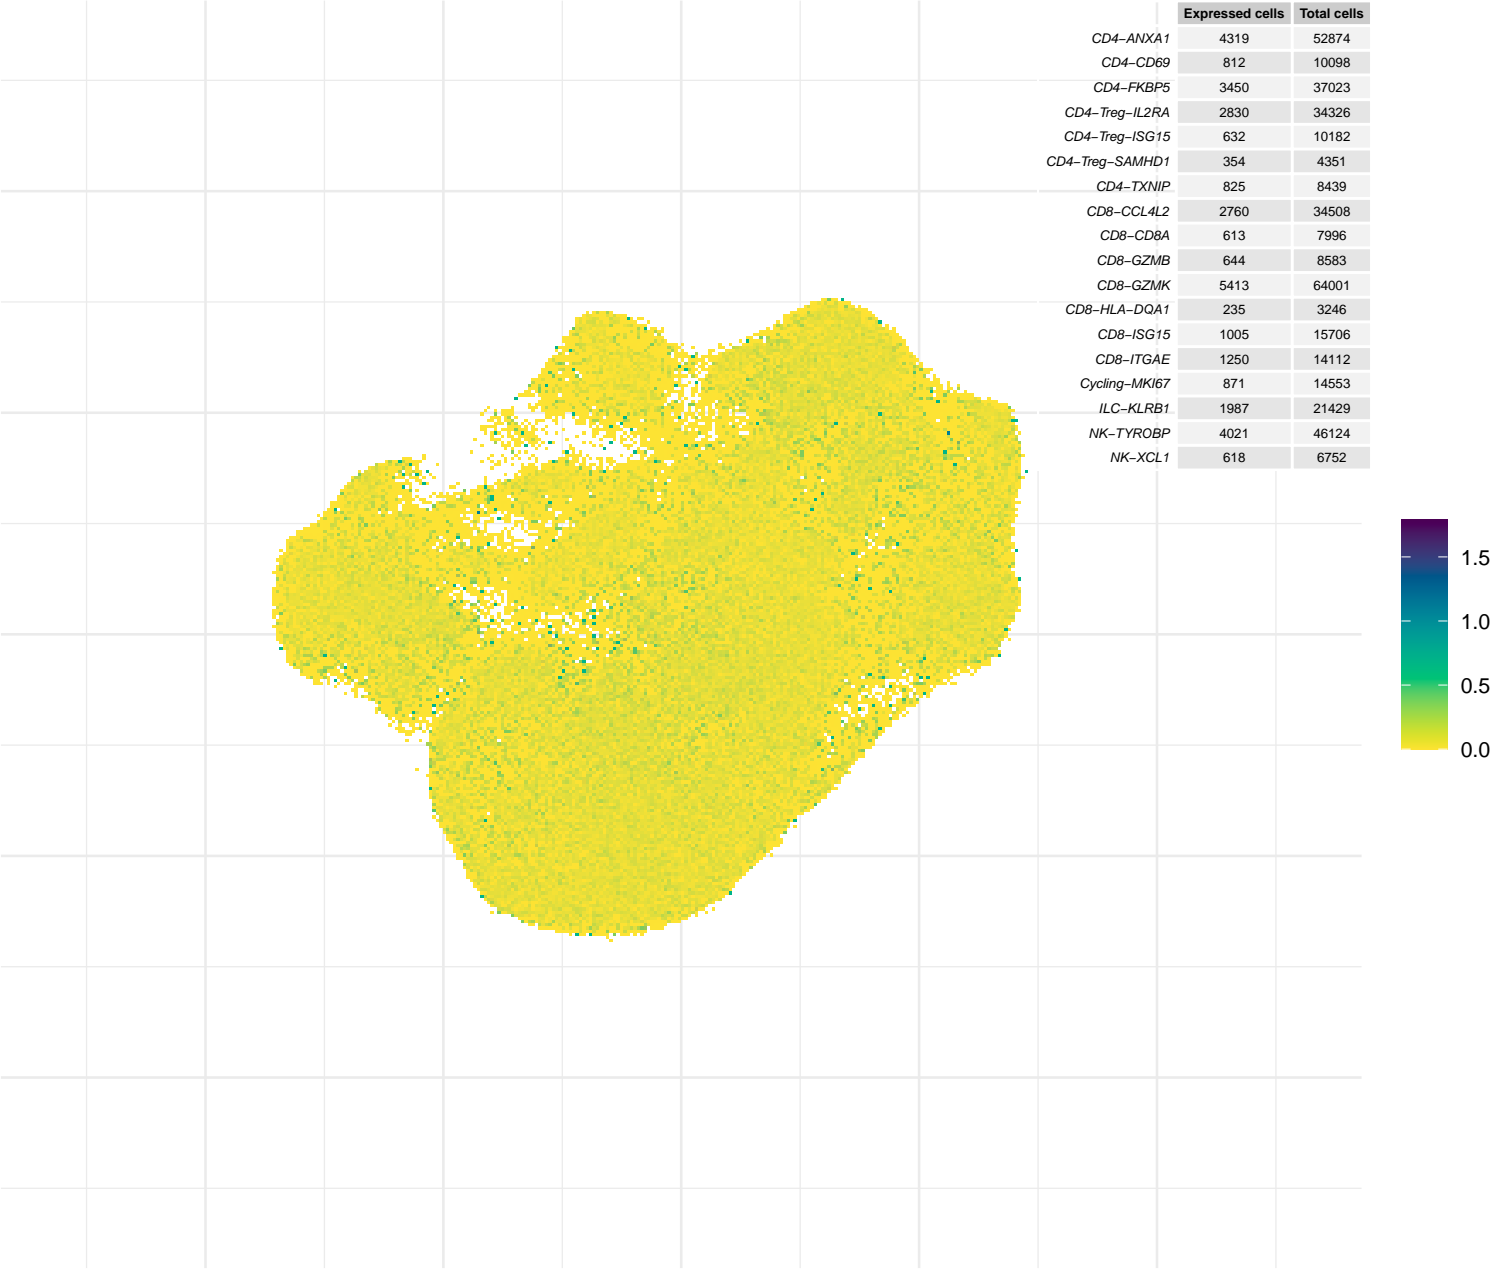 Expressed cells Total cells
CD4−ANXA1 4319 52874
CD4−CD69 812 10098
CD4−FKBP5 3450 37023
CD4−Treg−IL2RA 2830 34326
CD4−Treg−ISG15 632 10182
CD4−Treg−SAMHD1 354 4351
CD4−TXNIP 825 8439
CD8−CCL4L2 2760 34508
CD8−CD8A 613 7996
CD8−GZMB 644 8583
CD8−GZMK 5413 64001
CD8−HLA−DQA1 235 3246
CD8−ISG15 1005 15706
CD8−ITGAE 1250 14112
Cycling−MKI67 871 14553
ILC−KLRB1 1987 21429
NK−TYROBP 4021 46124
NK−XCL1 618 6752
1.5
1.0
0.5
0.0